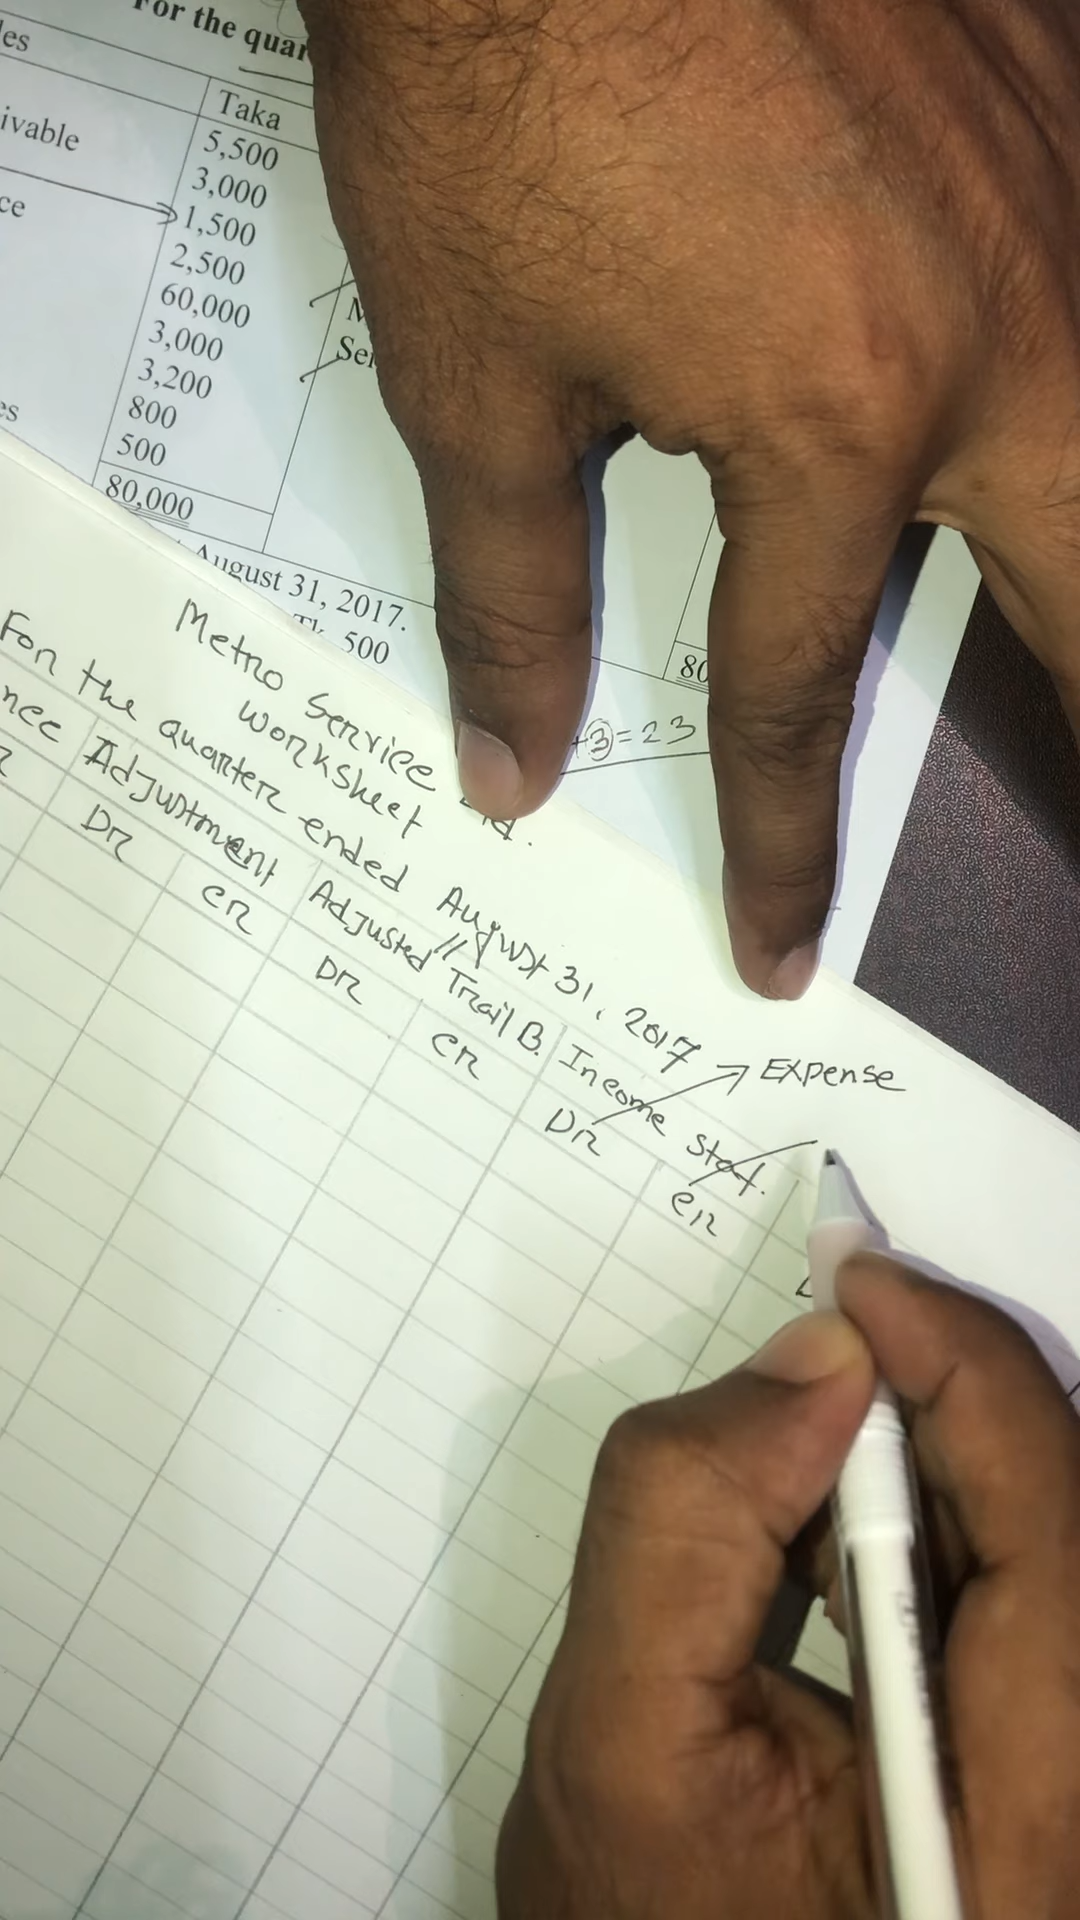 For the quar
les
Taka
ivable
5,500
3,000
ce
1,500
2,500
60,000
3,000
3,200
es
800
500
80,000
August 31, 2017.
Tk. 500
M
Ser
80
+3=23
Metro Service Ltd.
Worksheet
For the quarter ended August 31, 2017
nce Adjustment Adjusted Trail B. Income Stat.
R DR CR DR CR DR CR
Expense